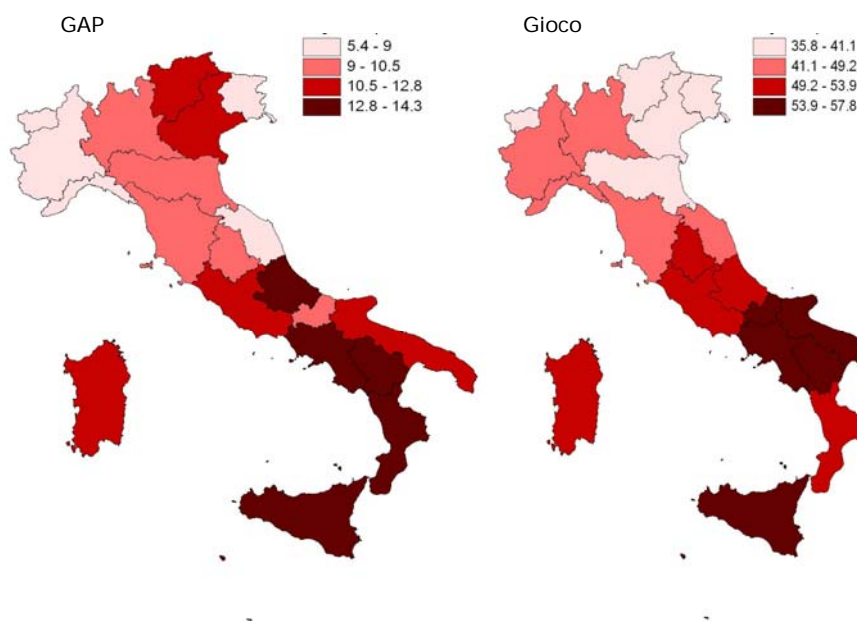 GAP
5.4 - 9
9 - 10.5
10.5 - 12.8
12.8 - 14.3
Gioco
35.8 - 41.1
41.1 - 49.2
49.2 - 53.9
53.9 - 57.8